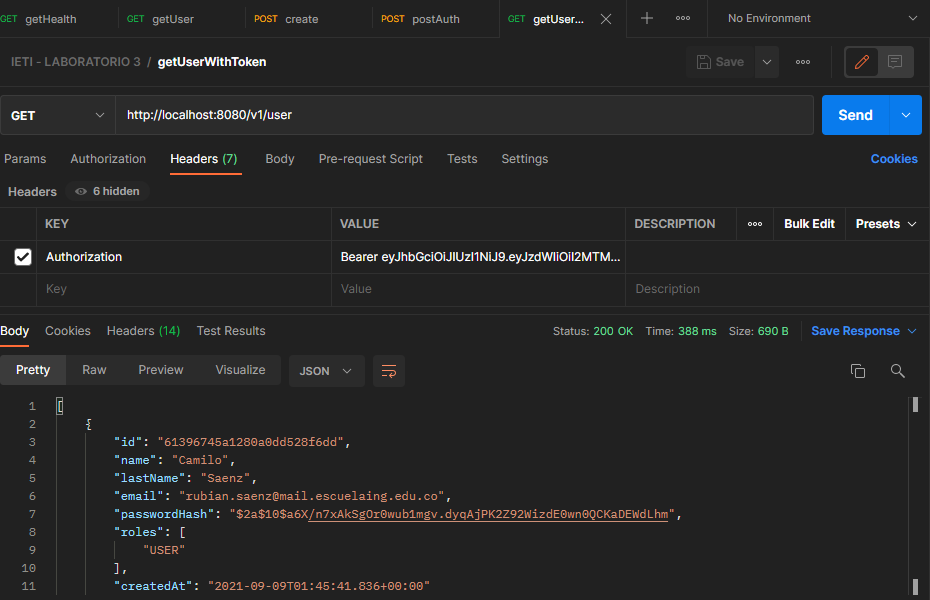 GET getHealth GET getUser POST create POST postAuth GET getUser... No Environment
IETI - LABORATORIO 3 / getUserWithToken Save
GET http://localhost:8080/v1/user Send
Params Authorization Headers (7) Body Pre-request Script Tests Settings Cookies
Headers 6 hidden
KEY VALUE DESCRIPTION Bulk Edit Presets
Authorization Bearer eyJhbGciOiJIUzI1NiJ9.eyJzdWIiOiI2MTM...
Key Value Description
Body Cookies Headers (14) Test Results Status: 200 OK Time: 388 ms Size: 690 B Save Response
Pretty Raw Preview Visualize JSON
1 [
2 {
3 "id": "61396745a1280a0dd528f6dd",
4 "name": "Camilo",
5 "lastName": "Saenz",
6 "email": "rubian.saenz@mail.escuelaing.edu.co",
7 "passwordHash": "$2a$10$a6X/n7xAkSgOr0wub1mgv.dyqAjPK2Z92WizdE0wn0QCKaDEWdLhm",
8 "roles": [
9 "USER"
10 ],
11 "createdAt": "2021-09-09T01:45:41.836+00:00"